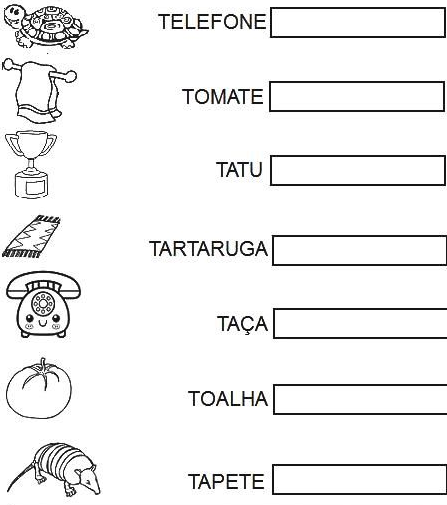 TELEFONE
TOMATE
TATU
TARTARUGA
TAÇA
TOALHA
TAPETE